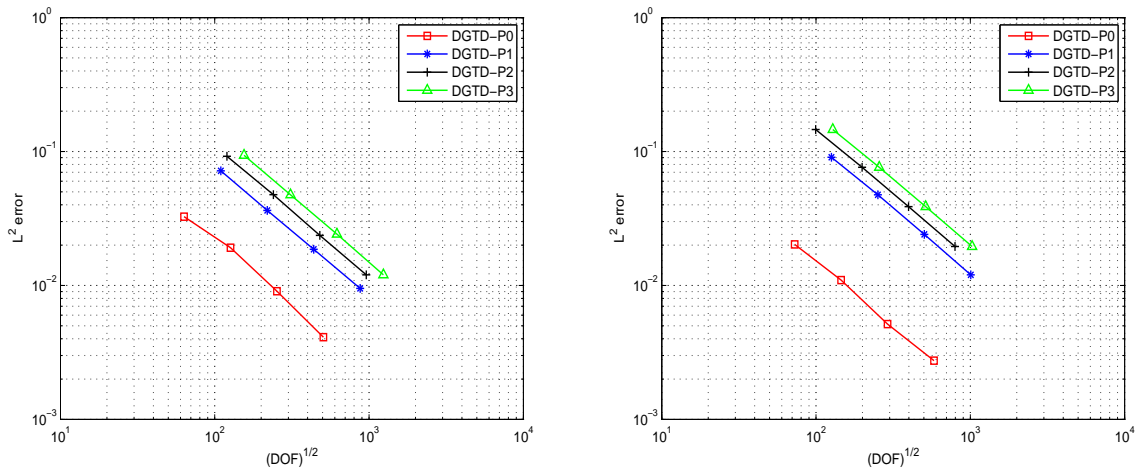 10^0
10^-1
10^-2
10^-3
L^2 error
10^1
10^2
10^3
10^4
(DOF)^1/2
DGTD-P0
DGTD-P1
DGTD-P2
DGTD-P3
10^0
10^-1
10^-2
10^-3
L^2 error
10^1
10^2
10^3
10^4
(DOF)^1/2
DGTD-P0
DGTD-P1
DGTD-P2
DGTD-P3